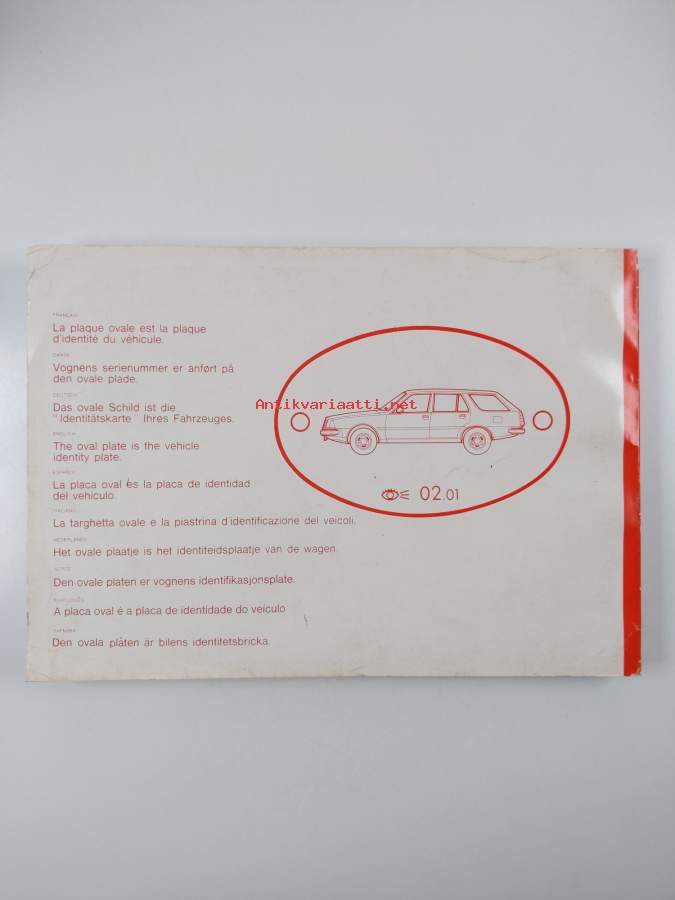 FRANÇAIS
La plaque ovale est la plaque
d'identité du véhicule.
DANSK
Vognens serienummer er anført på
den ovale plade.
DEUTSCH
Das ovale Schild ist die
"Identitätskarte" Ihres Fahrzeuges.
ENGLISH
The oval plate is the vehicle
identity plate.
ESPAÑOL
La placa oval es la placa de identidad
del vehiculo.
ITALIANO
La targhetta ovale e la piastrina d'identificazione dei veicoli.
NEDERLANDS
Het ovale plaatje is het identiteidsplaatje van de wagen.
NORSK
Den ovale platen er vognens identifikasjonsplate.
PORTUGUÊS
A placa oval é a placa de identidade do veículo
SVENSKA
Den ovala plåten är bilens identitetsbricka.
Antikvariaatti.net
02.01